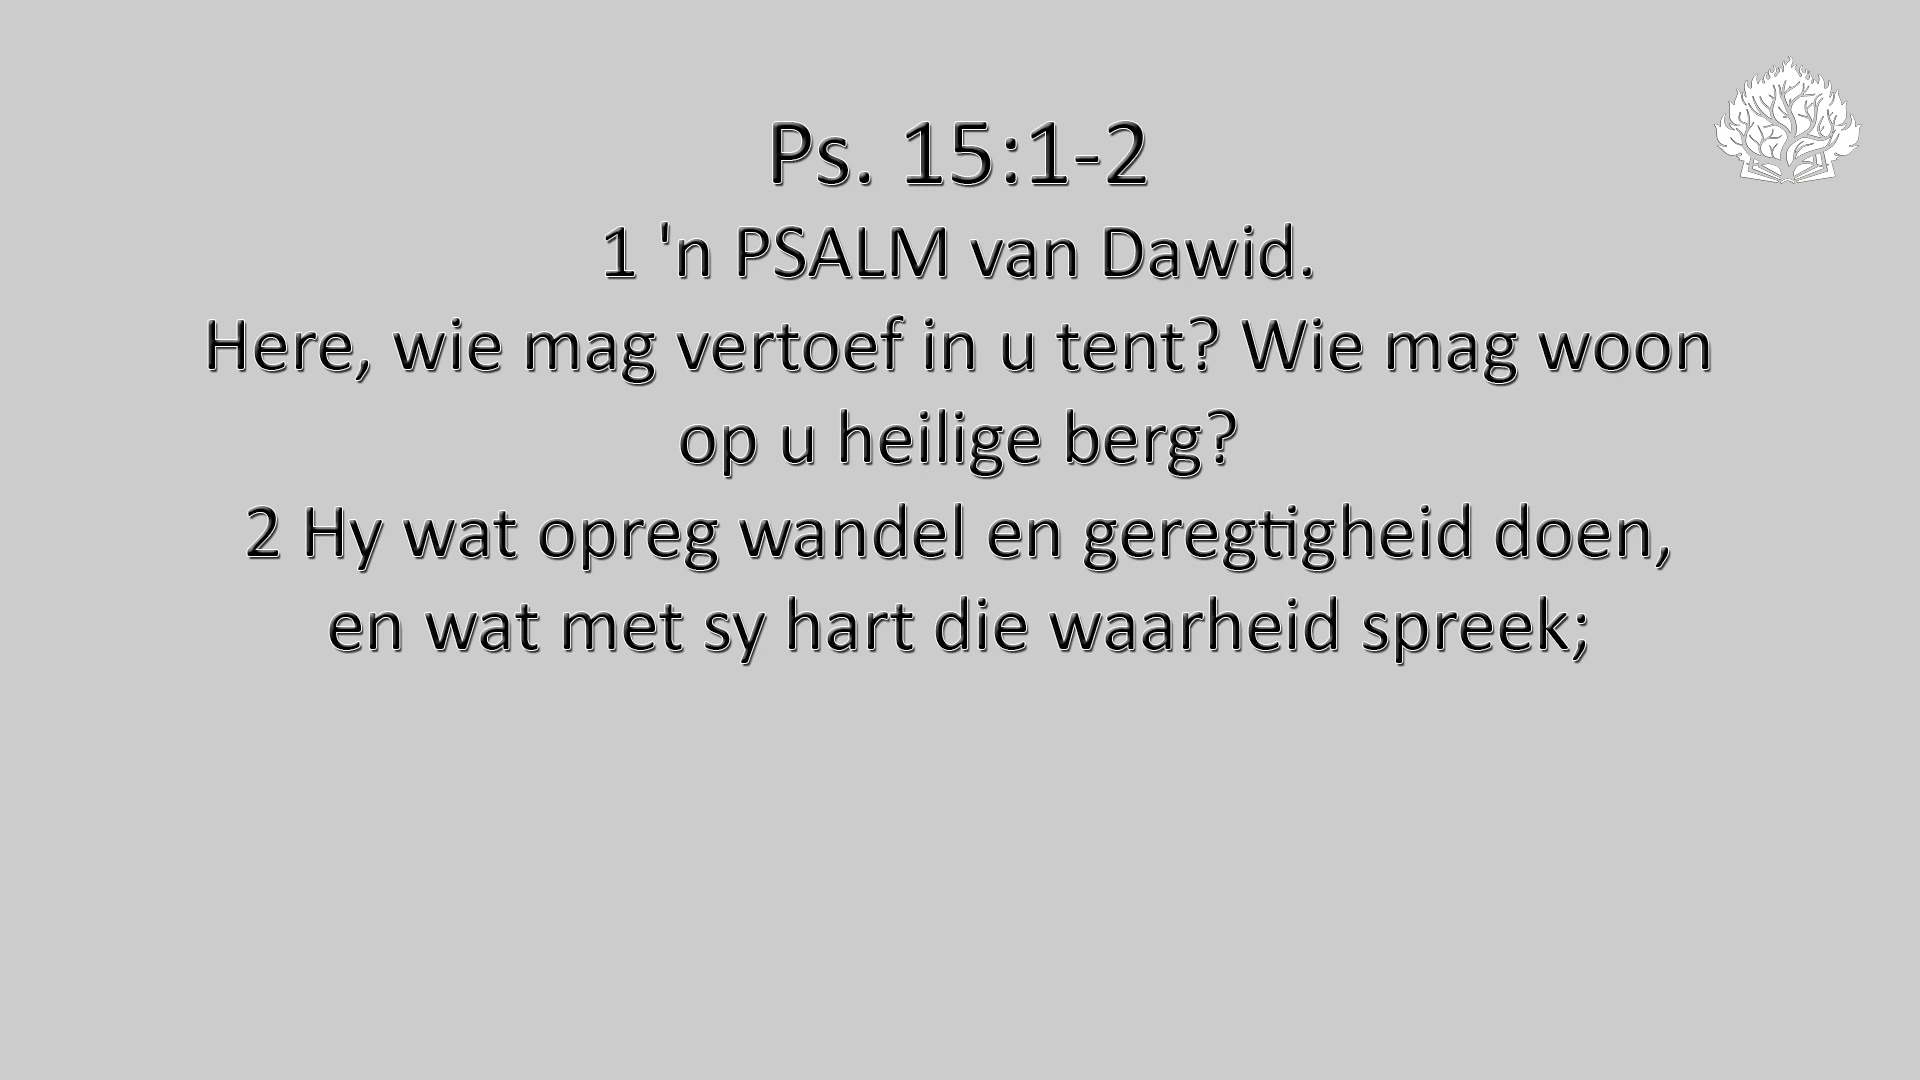 Ps. 15:1-2
1 'n PSALM van Dawid.
Here, wie mag vertoef in u tent? Wie mag woon
op u heilige berg?
2 Hy wat opreg wandel en geregtigheid doen,
en wat met sy hart die waarheid spreek;